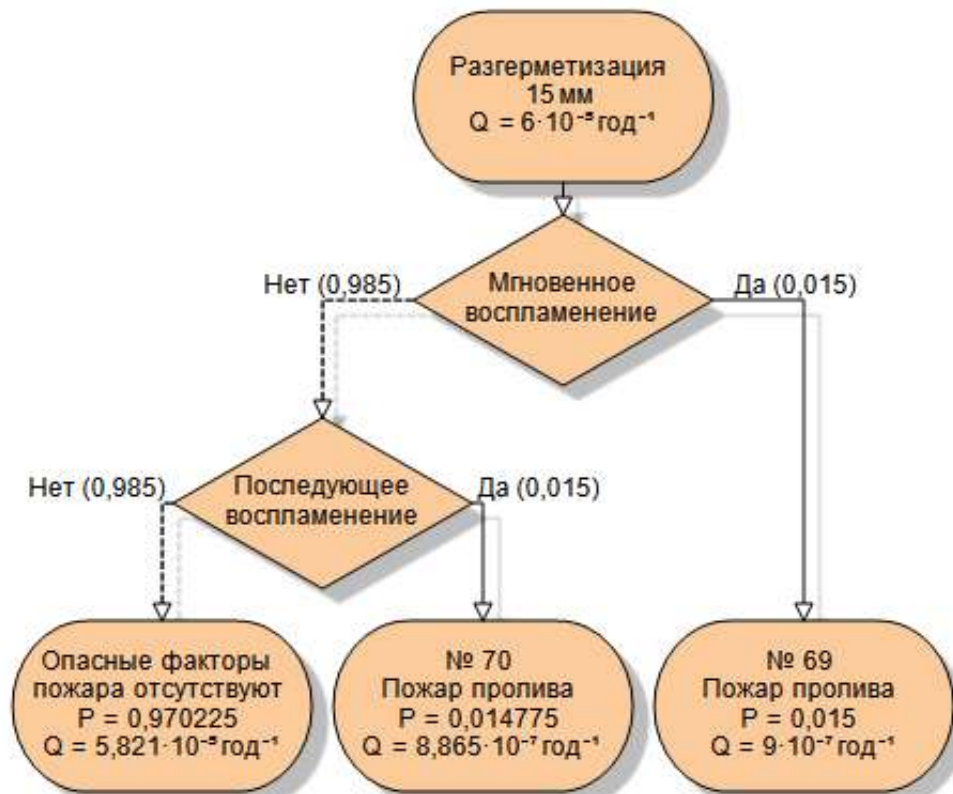 Разгерметизация
15 мм
Q = 6·10⁻⁵ год⁻¹
Нет (0,985)
Мгновенное
воспламенение
Да (0,015)
Нет (0,985)
Последующее
воспламенение
Да (0,015)
Опасные факторы
пожара отсутствуют
P = 0,970225
Q = 5,821·10⁻⁵ год⁻¹
№ 70
Пожар пролива
P = 0,014775
Q = 8,865·10⁻⁷ год⁻¹
№ 69
Пожар пролива
P = 0,015
Q = 9·10⁻⁷ год⁻¹